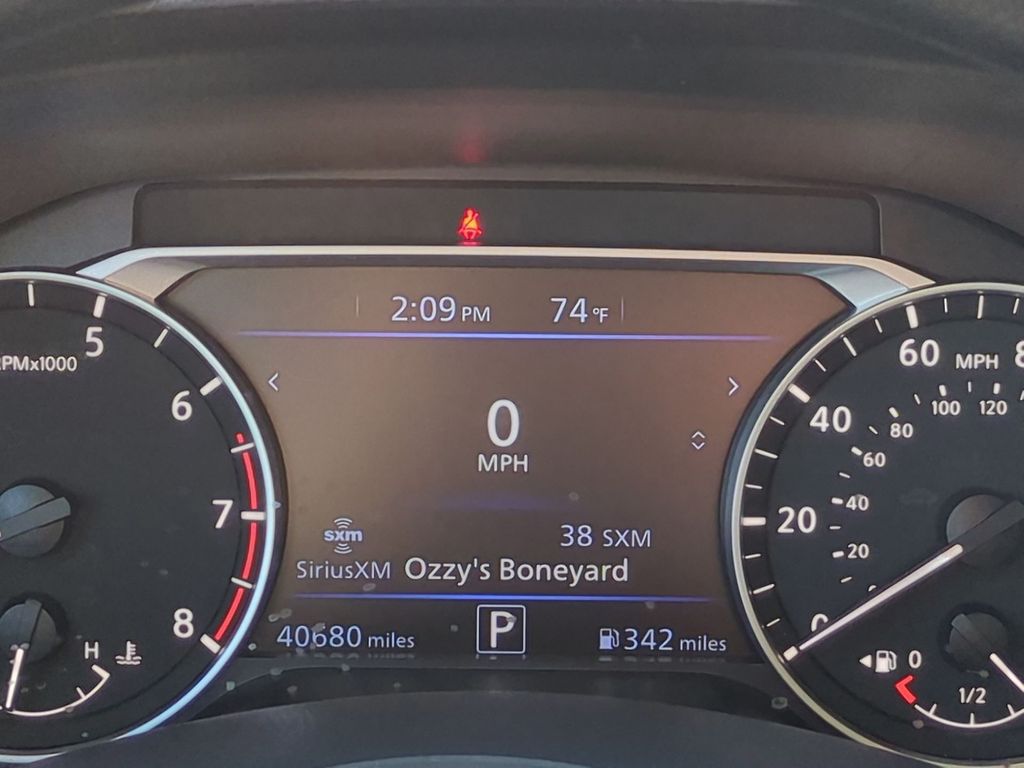 2:09 PM 74°F
5
RPMx1000
6
7
8
H
< >
0
MPH
sxm
38 SXM
SiriusXM Ozzy's Boneyard
40680 miles P 342 miles
60 MPH
40
20
0
120
100
80
60
40
20
0
1/2